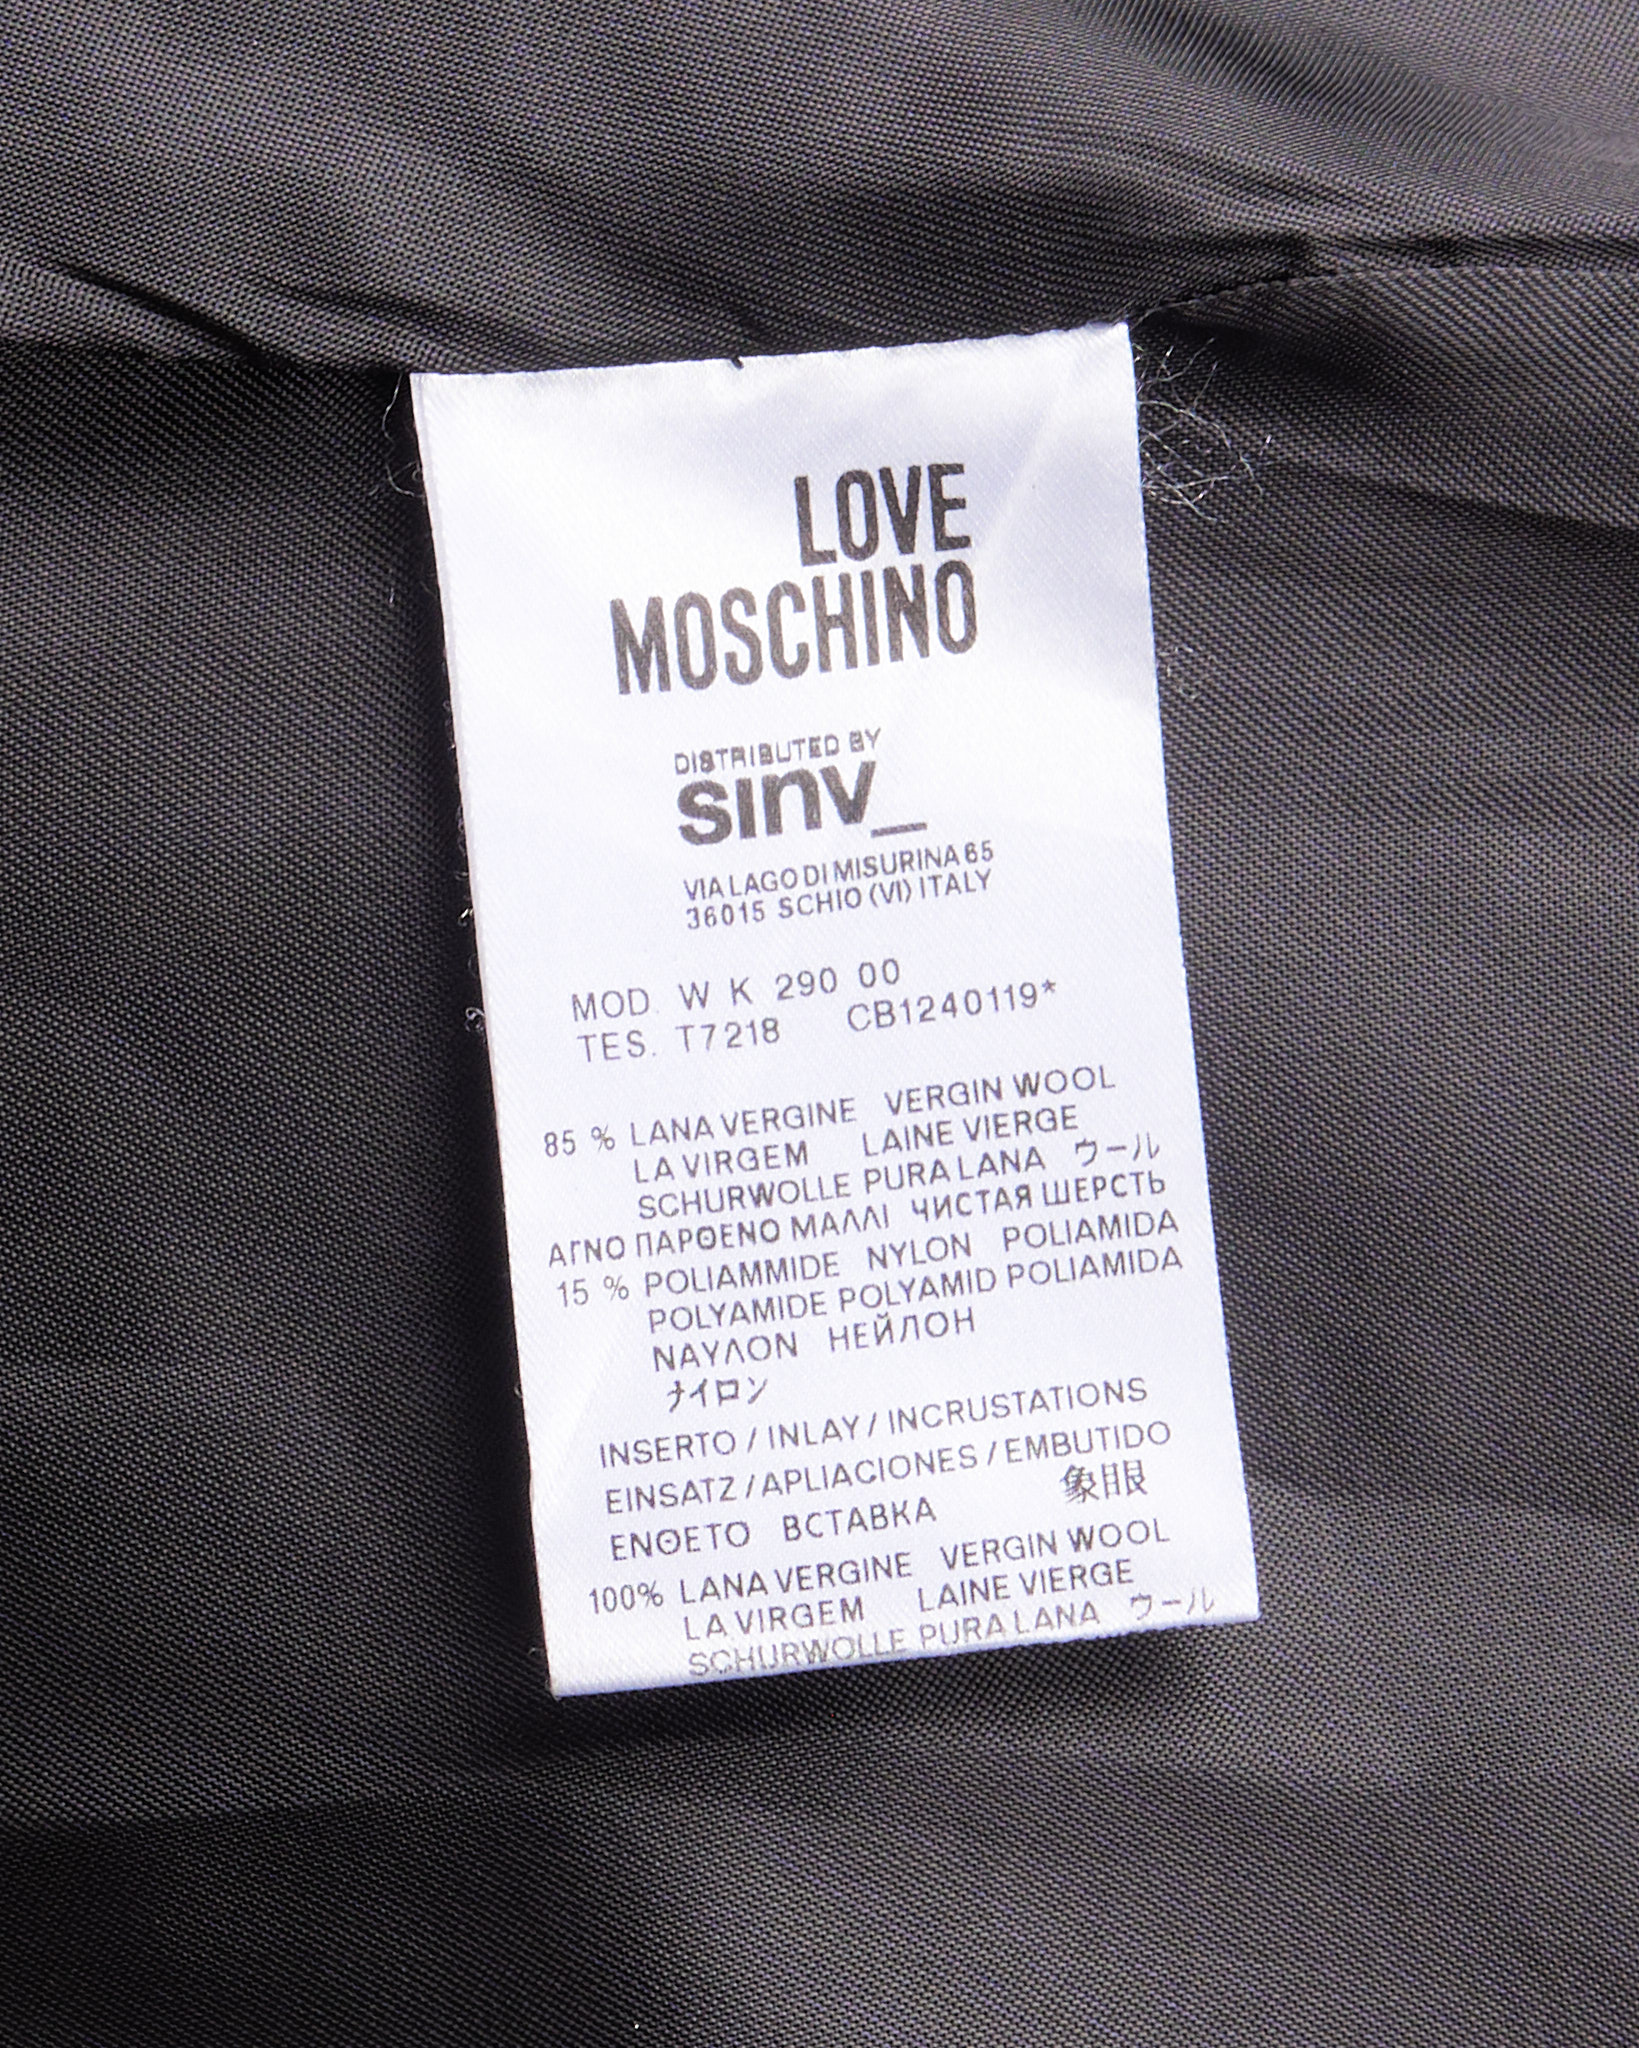 LOVE
MOSCHINO
DISTRIBUTED BY
sinv_
VIA LAGO DI MISURINA 65
36015 SCHIO (VI) ITALY
MOD. W K 290 00
TES. T7218 CB1240119*
85 % LANA VERGINE VERGIN WOOL
LA VIRGEM LAINE VIERGE
SCHURWOLLE PURA LANA ウール
ΑΓΝΟ ΠΑΡΘΕΝΟ ΜΑΛΛΙ ЧИСТАЯ ШЕРСТЬ
15 % POLIAMMIDE NYLON POLIAMIDA
POLYAMIDE POLYAMID POLIAMIDA
ΝΑΥΛΟΝ НЕЙЛОН
ナイロン
INSERTO / INLAY / INCRUSTATIONS
EINSATZ / APLIACIONES / EMBUTIDO
ΕΝΘΕΤΟ ВСТАВКА 象眼
100% LANA VERGINE VERGIN WOOL
LA VIRGEM LAINE VIERGE
SCHURWOLLE PURA LANA ウール